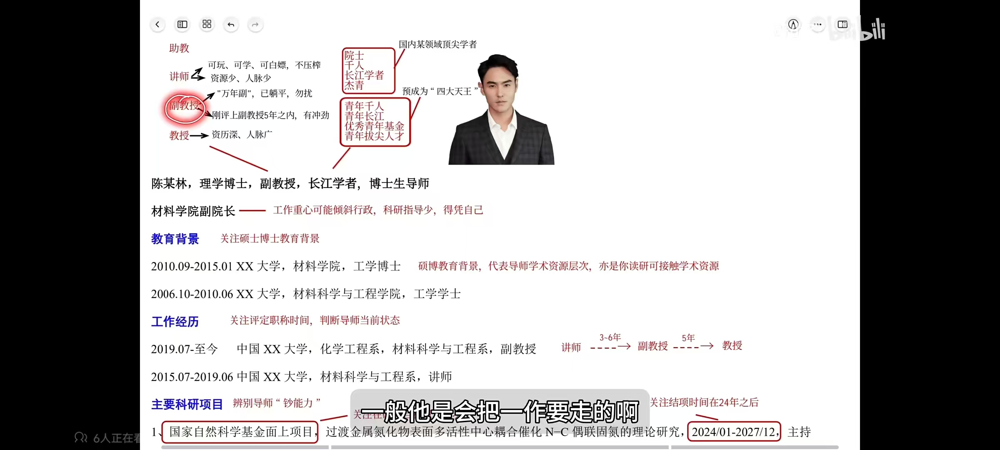 bilibili
助教
讲师
可玩、可学、可白嫖，不压榨
资源少、人脉少
副教授
"万年副"，已躺平，勿扰
刚评上副教授5年之内，有冲劲
教授
资历深、人脉广
院士
千人
长江学者
杰青
国内某领域顶尖学者
青年千人
青年长江
优秀青年基金
青年拔尖人才
预成为“四大天王”
陈某林，理学博士，副教授，长江学者，博士生导师
材料学院副院长 工作重心可能倾斜行政，科研指导少，得凭自己
教育背景 关注硕士博士教育背景
2010.09-2015.01 XX 大学，材料学院，工学博士 硕博教育背景，代表导师学术资源层次，亦是你读研可接触学术资源
2006.10-2010.06 XX 大学，材料科学与工程学院，工学学士
工作经历 关注评定职称时间，判断导师当前状态
2019.07-至今 中国 XX 大学，化学工程系，材料科学与工程系，副教授
讲师 3~6年 副教授 5年 教授
2015.07-2019.06 中国 XX 大学，材料科学与工程系，讲师
主要科研项目 辨别导师“钞能力”
关注在
关注结项时间在24年之后
一般他是会把一作要走的啊
1、国家自然科学基金面上项目，过渡金属氮化物表面多活性中心耦合催化 N−C 偶联固氮的理论研究，2024/01-2027/12，主持
6人正在看